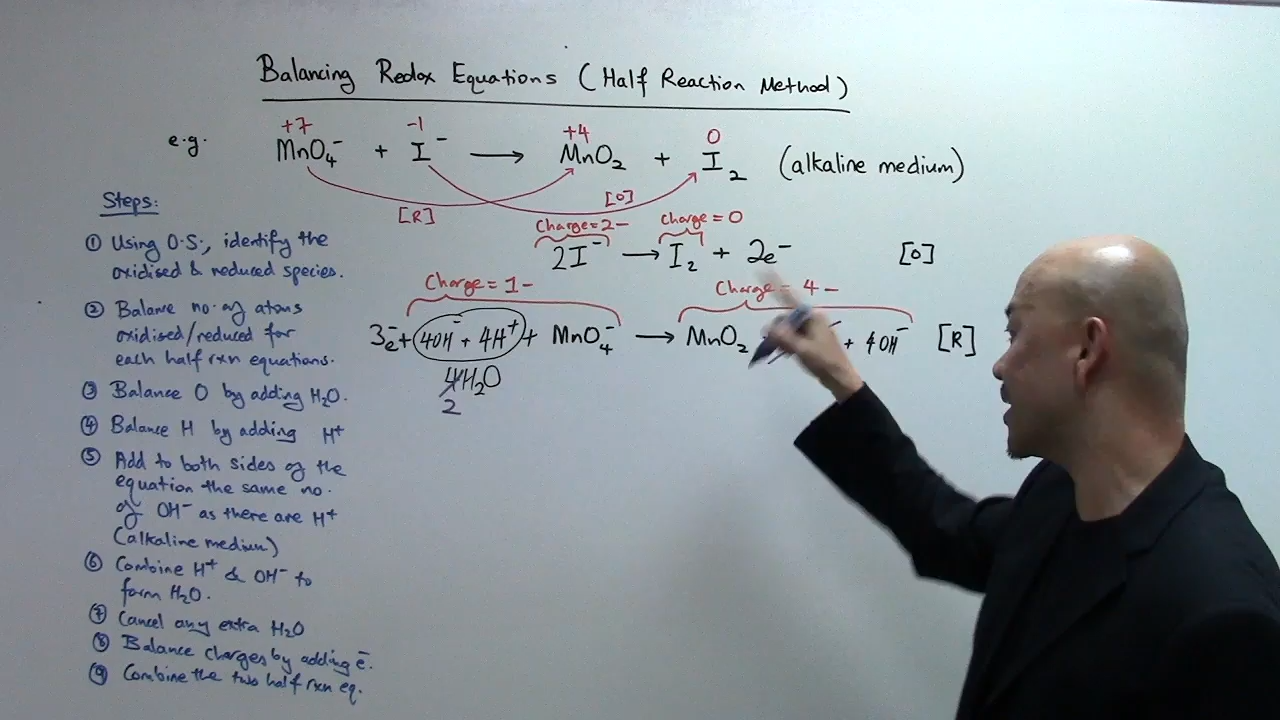 Balancing Redox Equations (Half Reaction Method)
+7 -1 +4 0
e.g. MnO₄⁻ + I⁻ ⟶ MnO₂ + I₂ (alkaline medium)
[R] [O]
Charge=2- Charge = 0
2I⁻ ⟶ I₂ + 2e⁻ [O]
Charge = 1- Charge = 4-
3e⁻ + 4OH⁻ + 4H⁺ + MnO₄⁻ ⟶ MnO₂ + 4OH⁻ [R]
4H₂O
2
Steps:
① Using O.S., identify the
oxidised & reduced species.
② Balance no. of atoms
oxidised/reduced for
each half rxn equations.
③ Balance O by adding H₂O.
④ Balance H by adding H⁺
⑤ Add to both sides of the
equation the same no.
of OH⁻ as there are H⁺
(alkaline medium)
⑥ Combine H⁺ & OH⁻ to
form H₂O.
⑦ Cancel any extra H₂O
⑧ Balance charges by adding e⁻.
⑨ Combine the two half rxn eq.